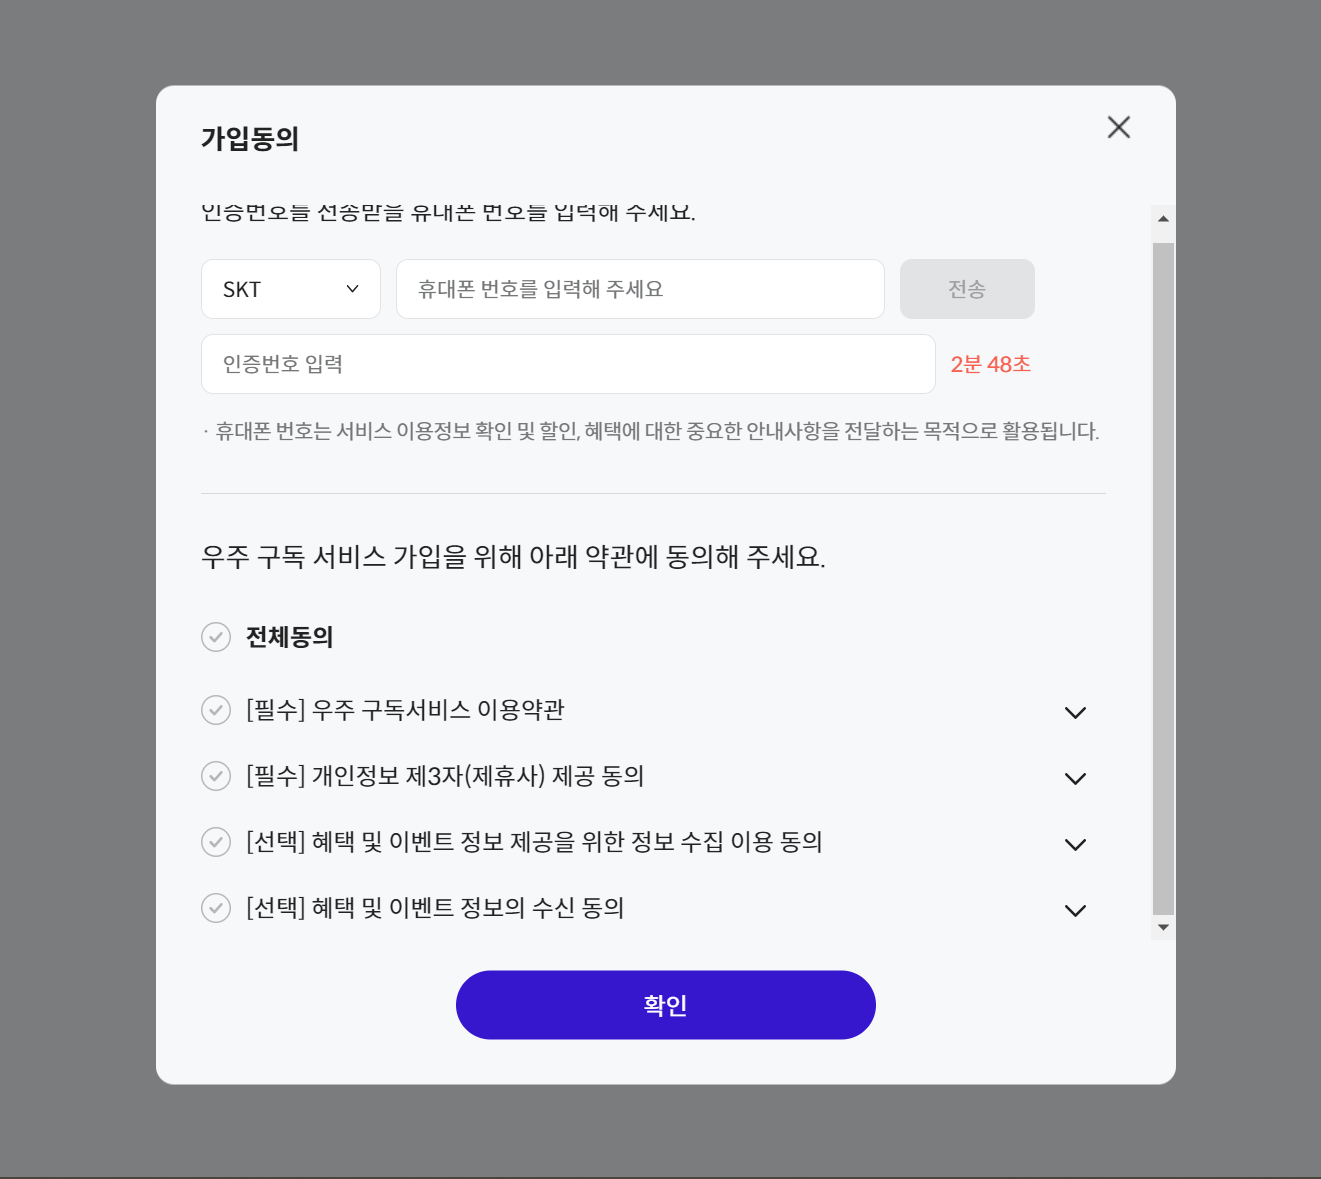 가입동의
인증번호를 전송받을 휴대폰 번호를 입력해 주세요.
SKT
휴대폰 번호를 입력해 주세요
전송
인증번호 입력
2분 48초
· 휴대폰 번호는 서비스 이용정보 확인 및 할인, 혜택에 대한 중요한 안내사항을 전달하는 목적으로 활용됩니다.
우주 구독 서비스 가입을 위해 아래 약관에 동의해 주세요.
전체동의
[필수] 우주 구독서비스 이용약관
[필수] 개인정보 제3자(제휴사) 제공 동의
[선택] 혜택 및 이벤트 정보 제공을 위한 정보 수집 이용 동의
[선택] 혜택 및 이벤트 정보의 수신 동의
확인